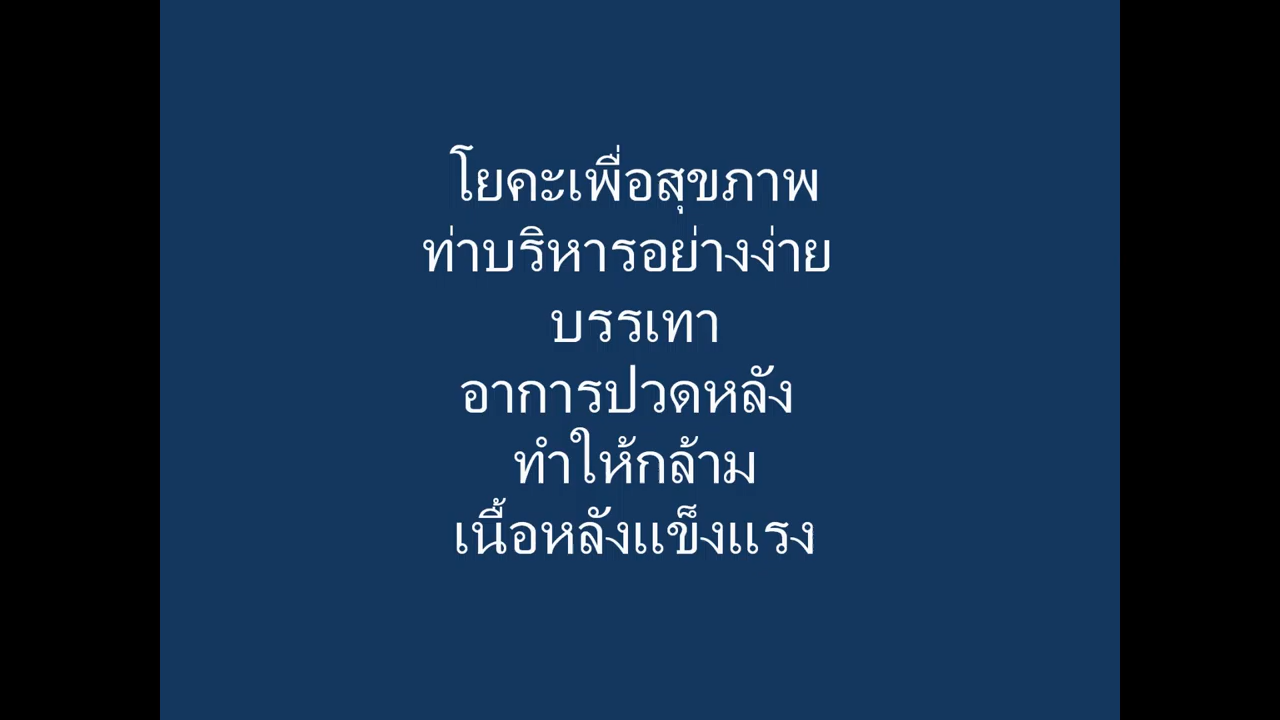 โยคะเพื่อสุขภาพ
ท่าบริหารอย่างง่าย
บรรเทา
อาการปวดหลัง
ทำให้กล้าม
เนื้อหลังแข็งแรง